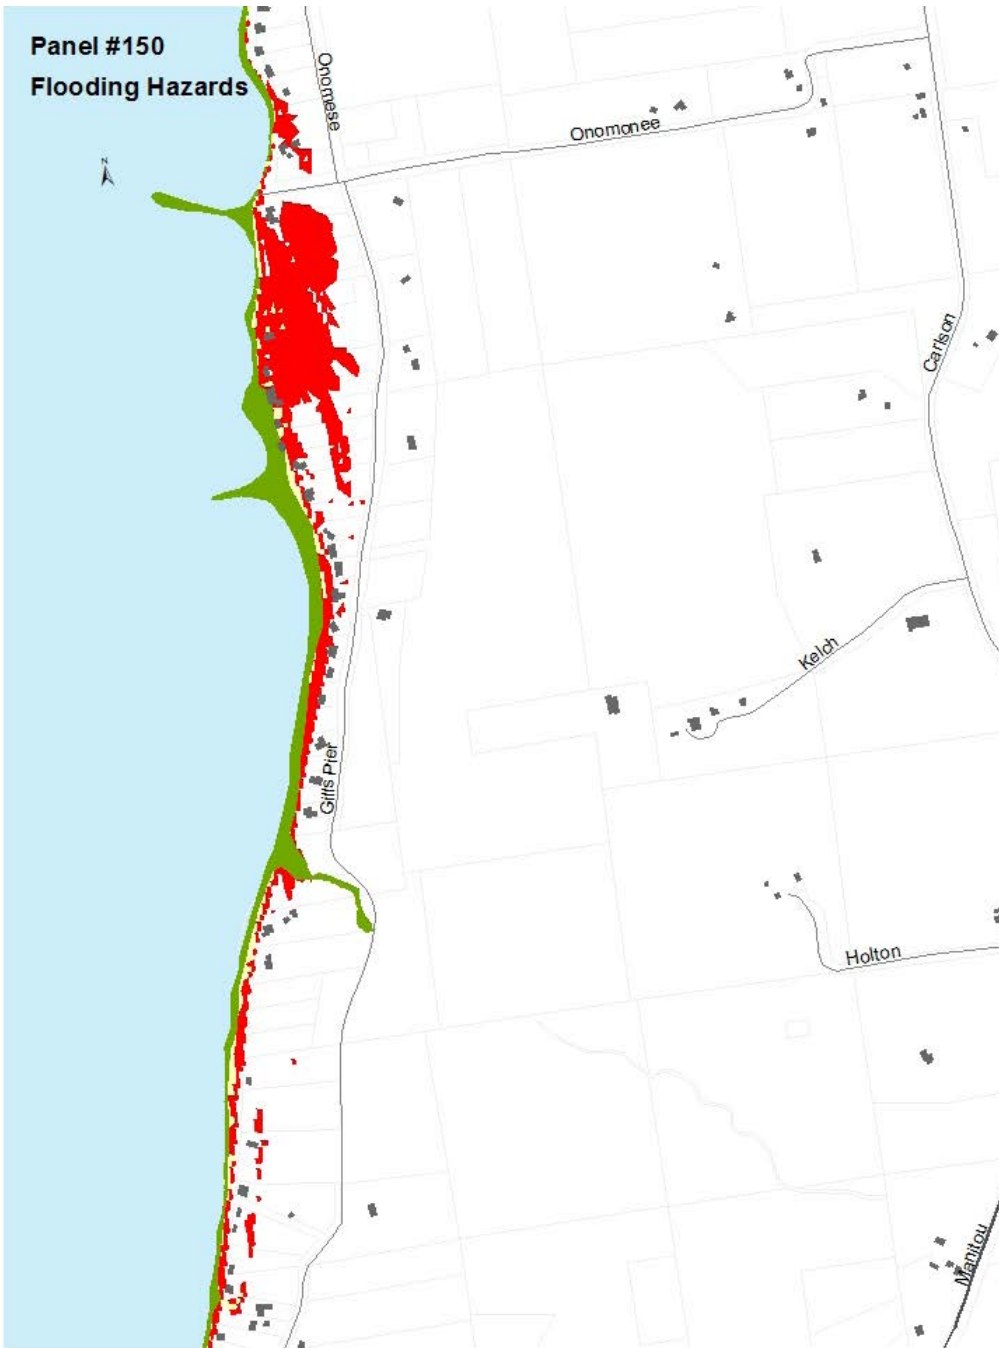 Panel #150
Flooding Hazards
N
Onomese
Onomonee
Carlson
Kelch
Gills Pier
Holton
Manitou